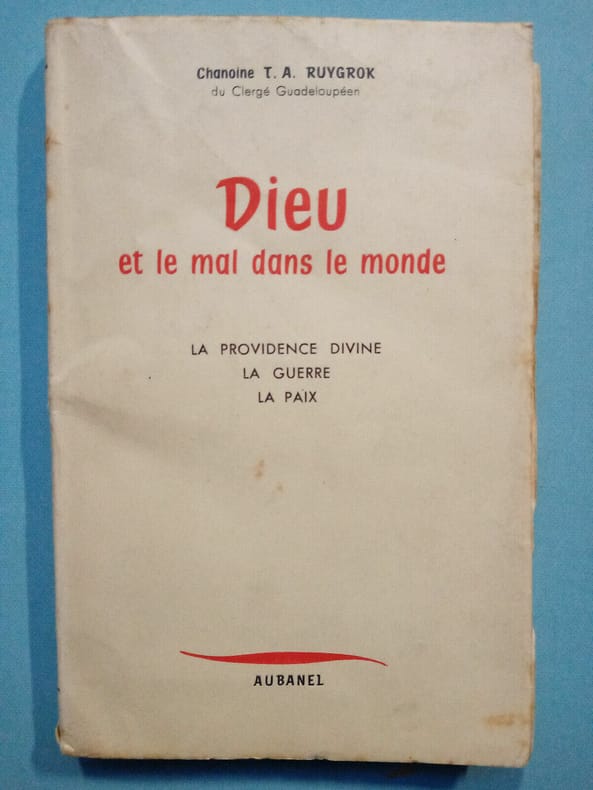 Chanoine T. A. RUYGROK
du Clergé Guadeloupéen
Dieu
et le mal dans le monde
LA PROVIDENCE DIVINE
LA GUERRE
LA PAIX
AUBANEL